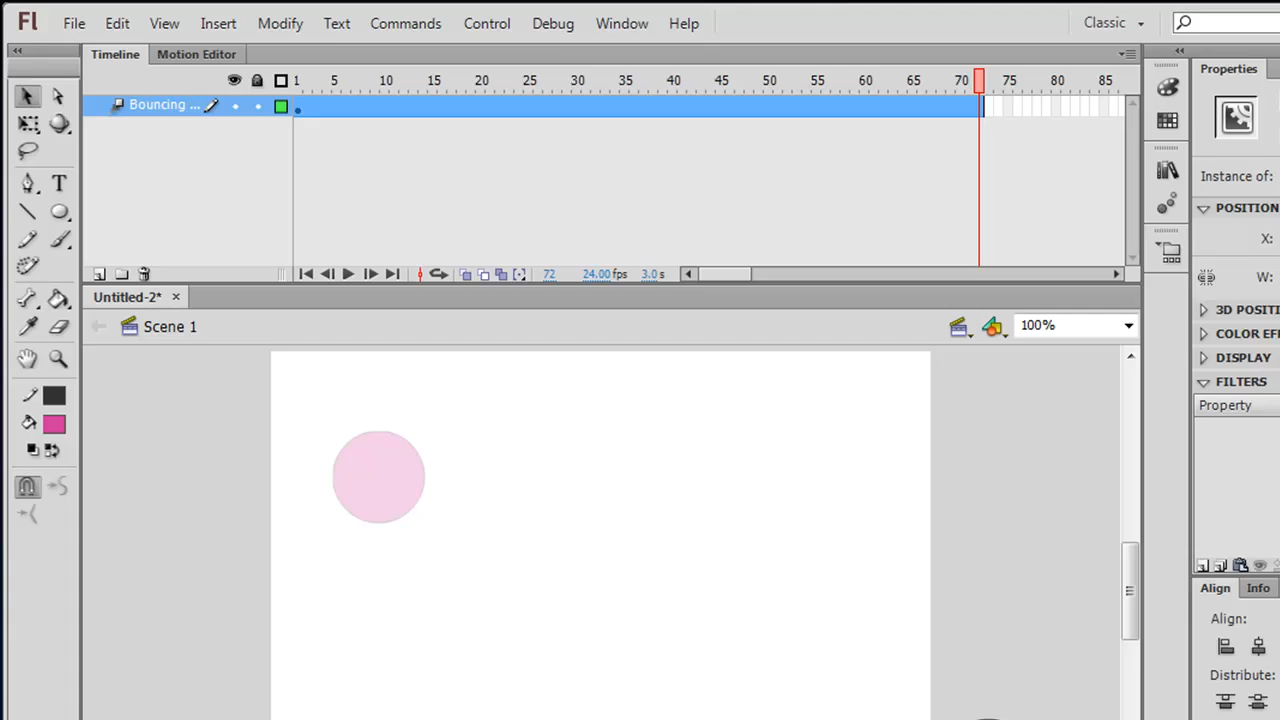 Fl File Edit View Insert Modify Text Commands Control Debug Window Help Classic
Timeline Motion Editor
Properties
1 5 10 15 20 25 30 35 40 45 50 55 60 65 70 75 80 85
Bouncing ...
T
Instance of:
POSITION
X:
72 24.00 fps 3.0 s
W:
Untitled-2*
3D POSITI
Scene 1
100%
COLOR EF
DISPLAY
FILTERS
Property
Align Info
Align:
Distribute: